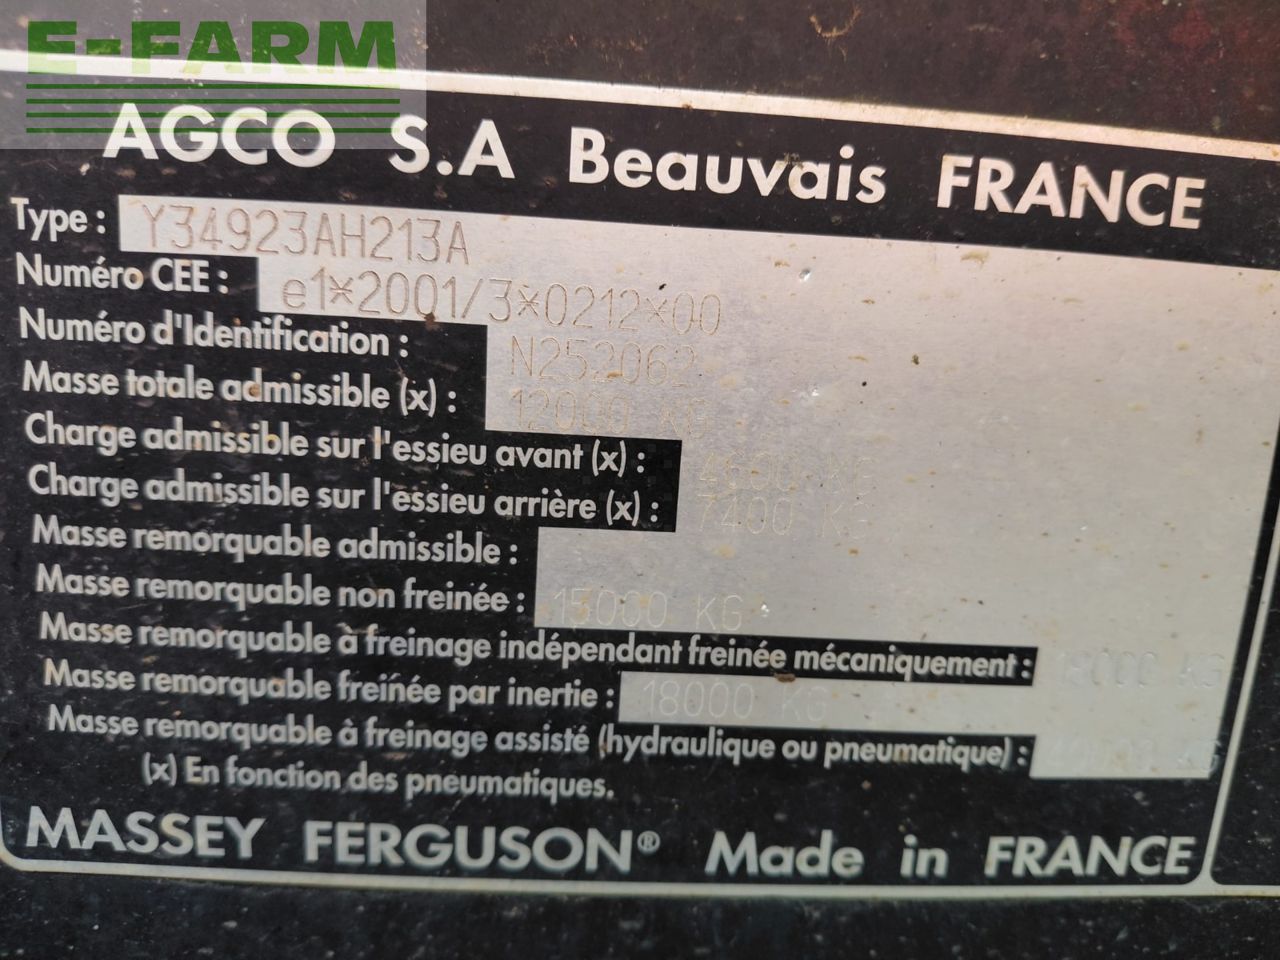 E-FARM
AGCO S.A Beauvais FRANCE
Type : Y34923AH213A
Numéro CEE : e1*2001/3*0212*00
Numéro d'Identification : N252062
Masse totale admissible (x) : 12000 KG
Charge admissible sur l'essieu avant (x) : KG
Charge admissible sur l'essieu arrière (x) : 7400 KG
Masse remorquable admissible :
Masse remorquable non freinée : 15000 KG
Masse remorquable à freinage indépendant freinée mécaniquement : KG
Masse remorquable freinée par inertie : 18000 KG
Masse remorquable à freinage assisté (hydraulique ou pneumatique) : KG
(x) En fonction des pneumatiques.
MASSEY FERGUSON® Made in FRANCE